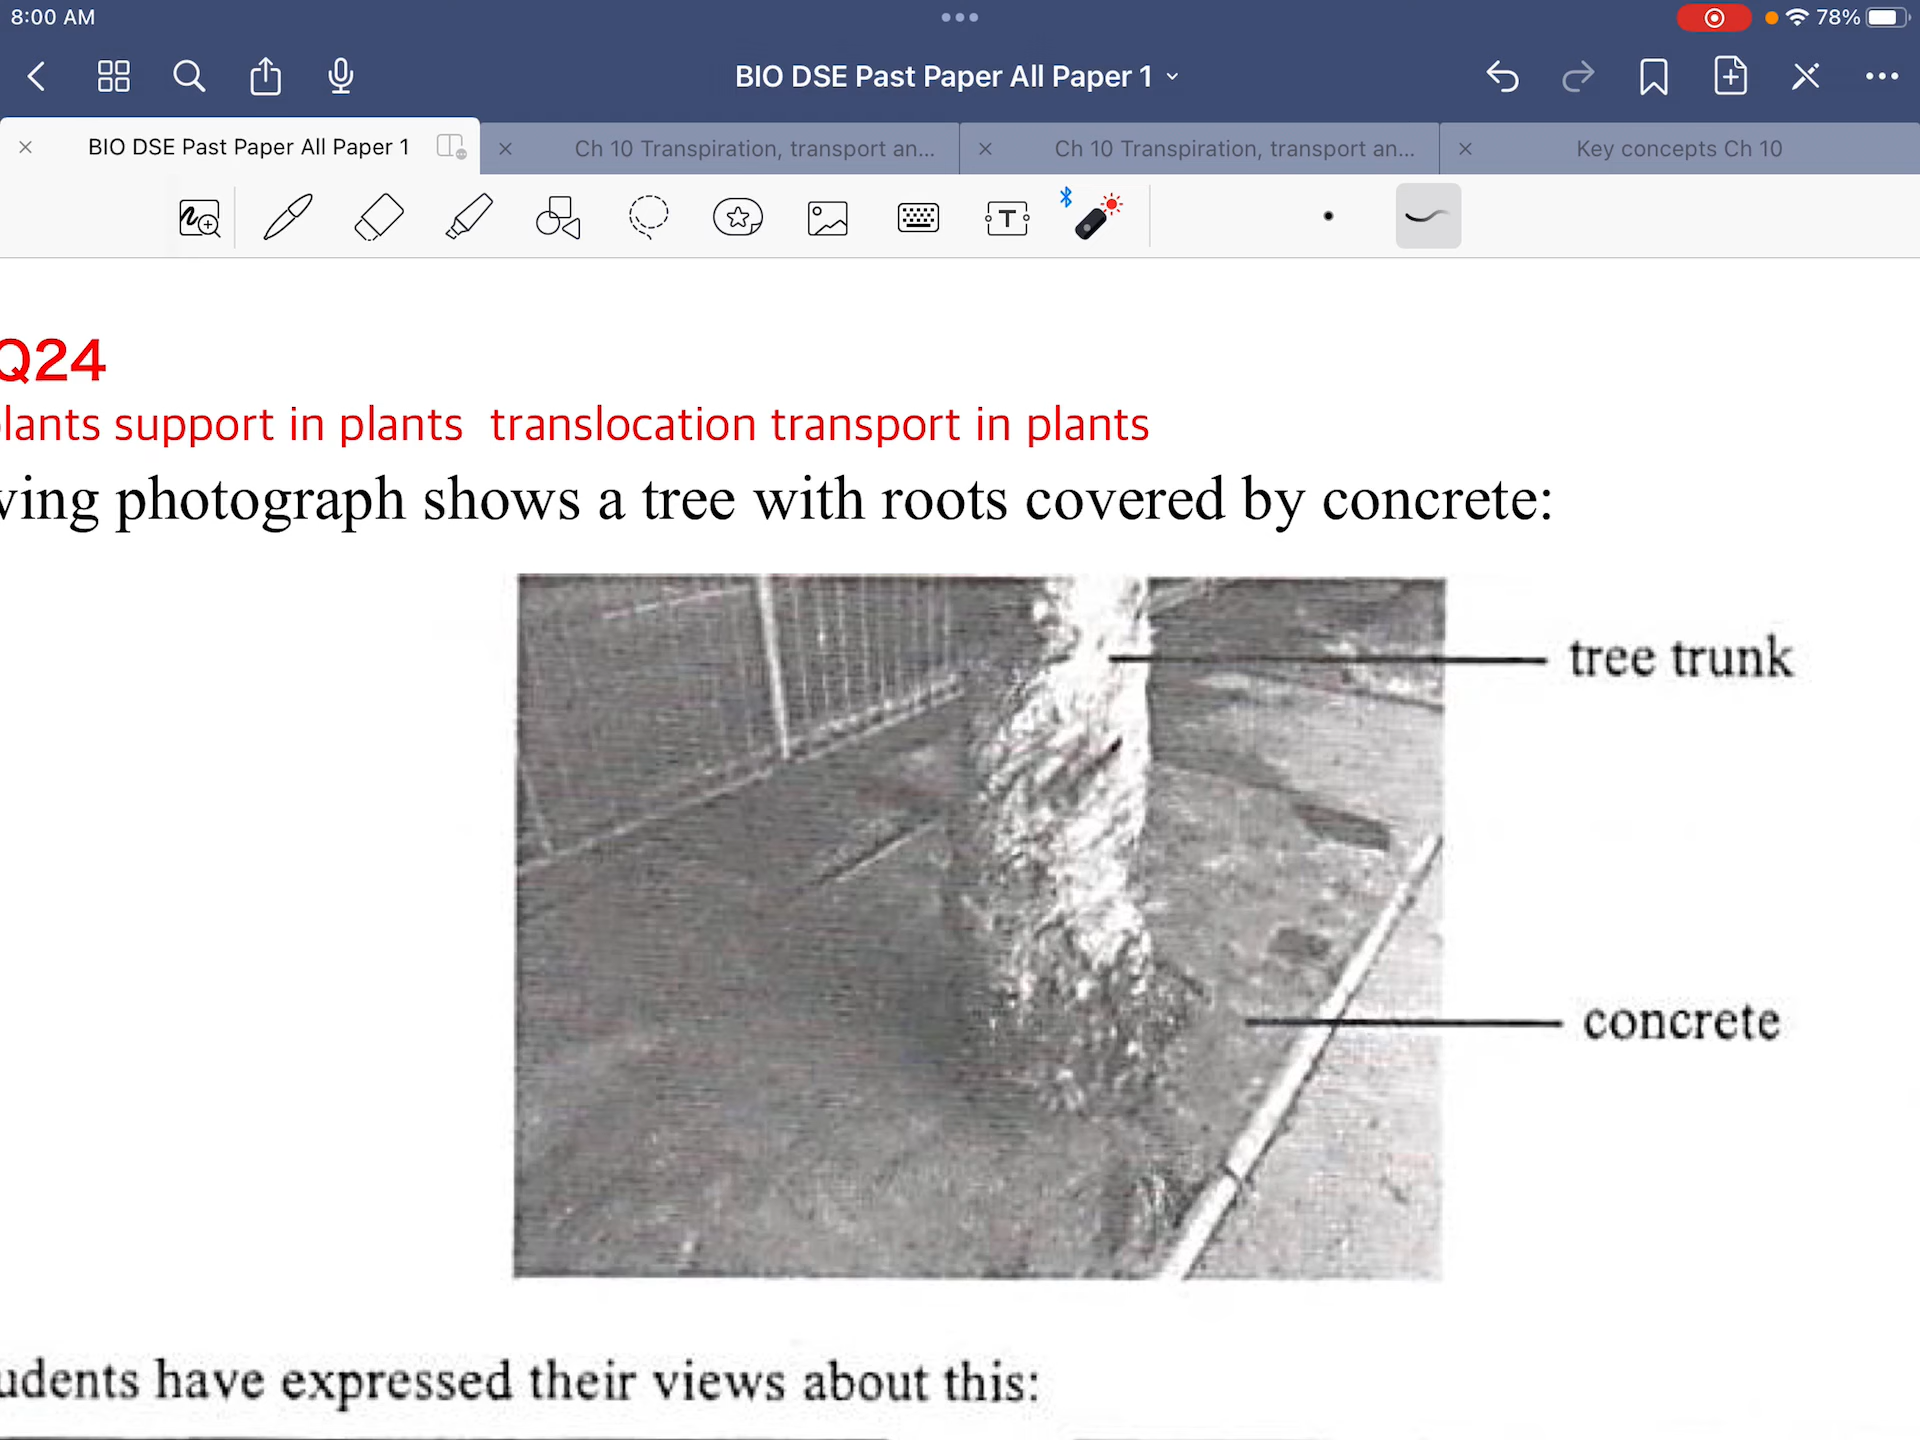 8:00 AM
78%
BIO DSE Past Paper All Paper 1
BIO DSE Past Paper All Paper 1
Ch 10 Transpiration, transport an...
Ch 10 Transpiration, transport an...
Key concepts Ch 10
T
Q24
lants support in plants translocation transport in plants
ving photograph shows a tree with roots covered by concrete:
tree trunk
concrete
udents have expressed their views about this: